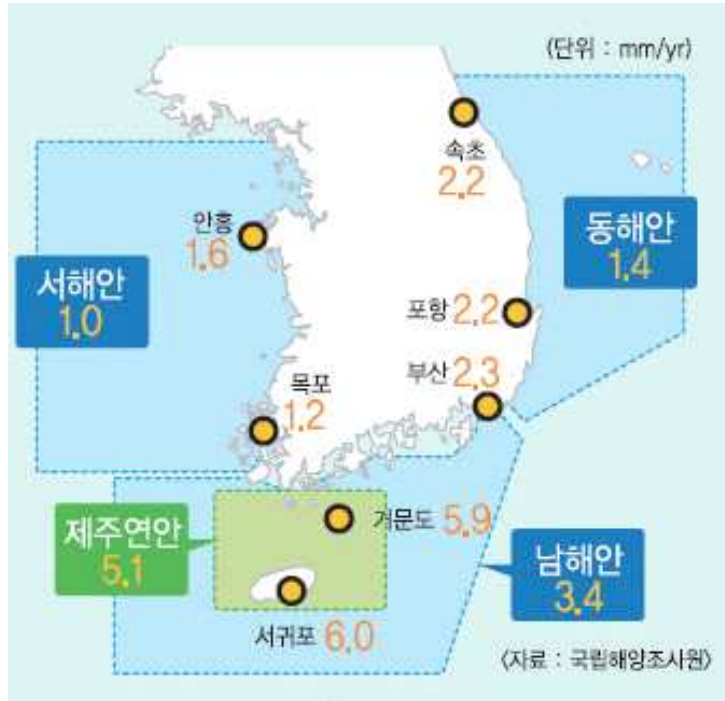 (단위 : mm/yr)
속초
2.2
안흥
1.6
동해안
1.4
서해안
1.0
포항 2.2
부산 2.3
목포
1.2
제주연안
5.1
거문도 5.9
남해안
3.4
서귀포 6.0
<자료 : 국립해양조사원>